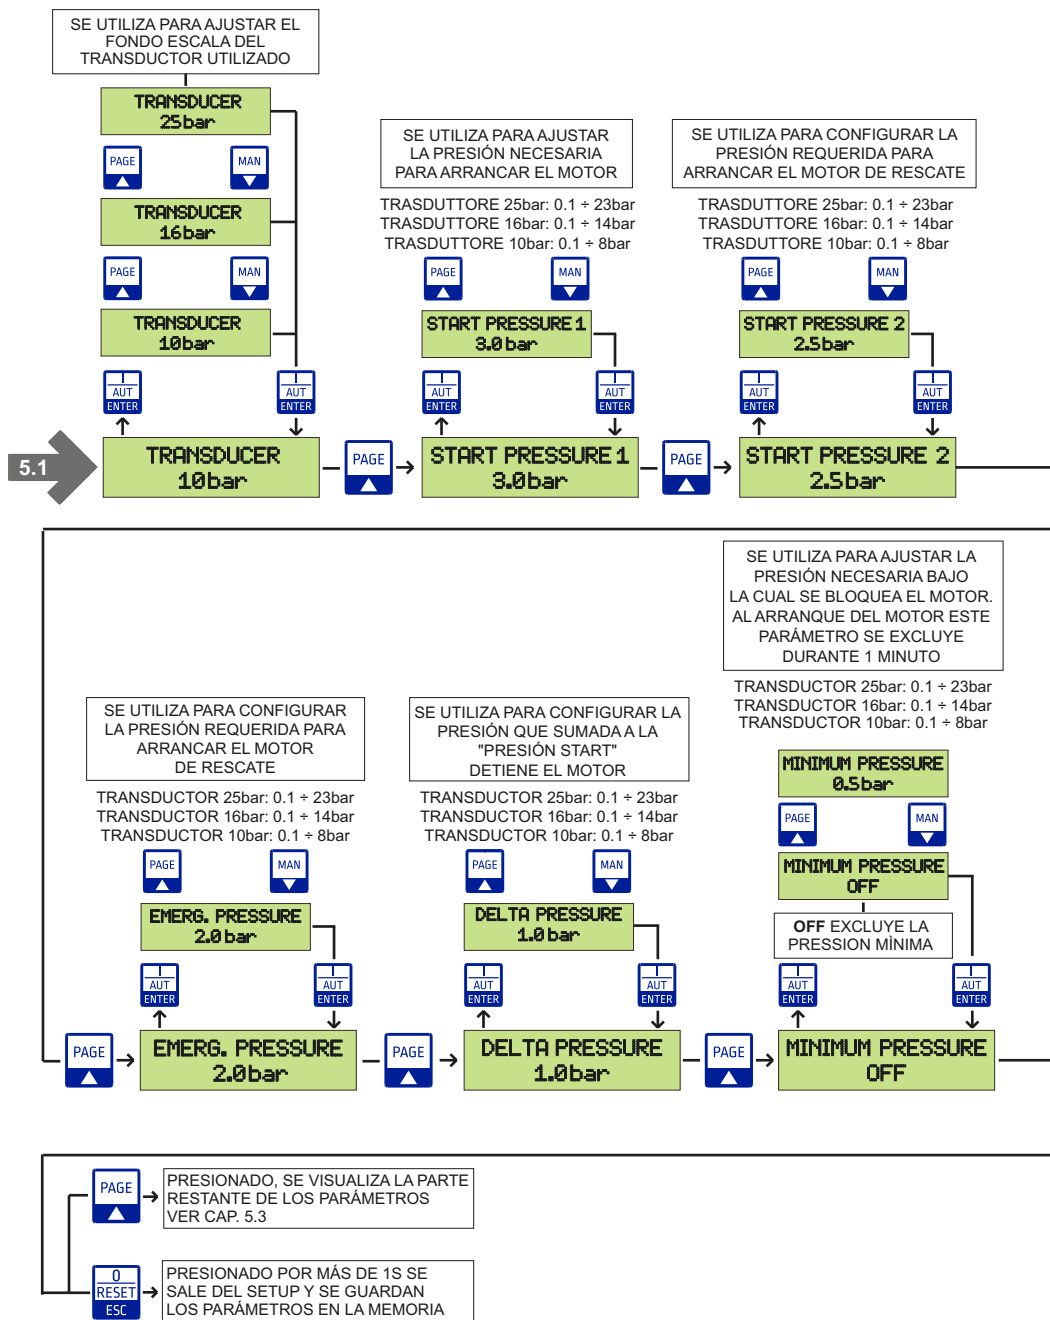 SE UTILIZA PARA AJUSTAR EL
FONDO ESCALA DEL
TRANSDUCTOR UTILIZADO
TRANSDUCER
25bar
PAGE
MAN
TRANSDUCER
16bar
PAGE
MAN
TRANSDUCER
10bar
I
AUT
ENTER
I
AUT
ENTER
5.1
TRANSDUCER
10bar
PAGE
SE UTILIZA PARA AJUSTAR
LA PRESIÓN NECESARIA
PARA ARRANCAR EL MOTOR
TRASDUTTORE 25bar: 0.1 ÷ 23bar
TRASDUTTORE 16bar: 0.1 ÷ 14bar
TRASDUTTORE 10bar: 0.1 ÷ 8bar
PAGE
MAN
START PRESSURE 1
3.0 bar
I
AUT
ENTER
I
AUT
ENTER
START PRESSURE 1
3.0bar
PAGE
SE UTILIZA PARA CONFIGURAR LA
PRESIÓN REQUERIDA PARA
ARRANCAR EL MOTOR DE RESCATE
TRASDUTTORE 25bar: 0.1 ÷ 23bar
TRASDUTTORE 16bar: 0.1 ÷ 14bar
TRASDUTTORE 10bar: 0.1 ÷ 8bar
PAGE
MAN
START PRESSURE 2
2.5bar
I
AUT
ENTER
I
AUT
ENTER
START PRESSURE 2
2.5bar
SE UTILIZA PARA CONFIGURAR
LA PRESIÓN REQUERIDA PARA
ARRANCAR EL MOTOR
DE RESCATE
TRANSDUCTOR 25bar: 0.1 ÷ 23bar
TRANSDUCTOR 16bar: 0.1 ÷ 14bar
TRANSDUCTOR 10bar: 0.1 ÷ 8bar
PAGE
MAN
EMERG. PRESSURE
2.0 bar
I
AUT
ENTER
I
AUT
ENTER
PAGE
EMERG. PRESSURE
2.0bar
PAGE
SE UTILIZA PARA CONFIGURAR LA
PRESIÓN QUE SUMADA A LA
"PRESIÓN START"
DETIENE EL MOTOR
TRANSDUCTOR 25bar: 0.1 ÷ 23bar
TRANSDUCTOR 16bar: 0.1 ÷ 14bar
TRANSDUCTOR 10bar: 0.1 ÷ 8bar
PAGE
MAN
DELTA PRESSURE
1.0 bar
I
AUT
ENTER
I
AUT
ENTER
DELTA PRESSURE
1.0bar
PAGE
SE UTILIZA PARA AJUSTAR LA
PRESIÓN NECESARIA BAJO
LA CUAL SE BLOQUEA EL MOTOR.
AL ARRANQUE DEL MOTOR ESTE
PARÁMETRO SE EXCLUYE
DURANTE 1 MINUTO
TRANSDUCTOR 25bar: 0.1 ÷ 23bar
TRANSDUCTOR 16bar: 0.1 ÷ 14bar
TRANSDUCTOR 10bar: 0.1 ÷ 8bar
MINIMUM PRESSURE
0.5bar
PAGE
MAN
MINIMUM PRESSURE
OFF
OFF EXCLUYE LA
PRESSION MÌNIMA
I
AUT
ENTER
I
AUT
ENTER
MINIMUM PRESSURE
OFF
PAGE
PRESIONADO, SE VISUALIZA LA PARTE
RESTANTE DE LOS PARÁMETROS
VER CAP. 5.3
0
RESET
ESC
PRESIONADO POR MÁS DE 1S SE
SALE DEL SETUP Y SE GUARDAN
LOS PARÁMETROS EN LA MEMORIA